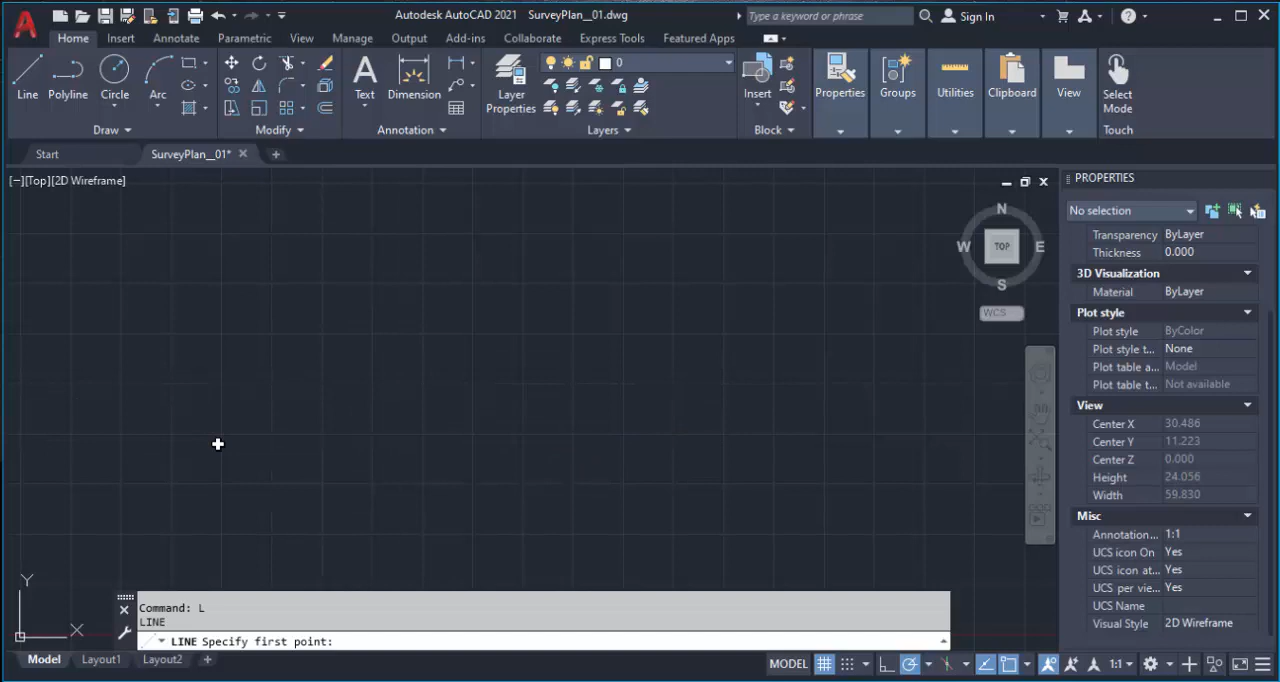 Autodesk AutoCAD 2021 SurveyPlan_01.dwg
Type a keyword or phrase
Sign In
Home Insert Annotate Parametric View Manage Output Add-ins Collaborate Express Tools Featured Apps
0
Line Polyline Circle Arc Text Dimension Layer Properties Insert Properties Groups Utilities Clipboard View Select Mode
Draw Modify Annotation Layers Block Touch
Start SurveyPlan_01*
[−][Top][2D Wireframe]
N
W TOP E
S
WCS
PROPERTIES
No selection
Transparency ByLayer
Thickness 0.000
3D Visualization
Material ByLayer
Plot style
Plot style ByColor
Plot style t... None
Plot table a... Model
Plot table t... Not available
View
Center X 30.486
Center Y 11.223
Center Z 0.000
Height 24.056
Width 59.830
Misc
Annotation... 1:1
UCS icon On Yes
UCS icon at... Yes
UCS per vie... Yes
UCS Name
Visual Style 2D Wireframe
Y
X
Command: L
LINE
LINE Specify first point:
Model Layout1 Layout2
MODEL 1:1